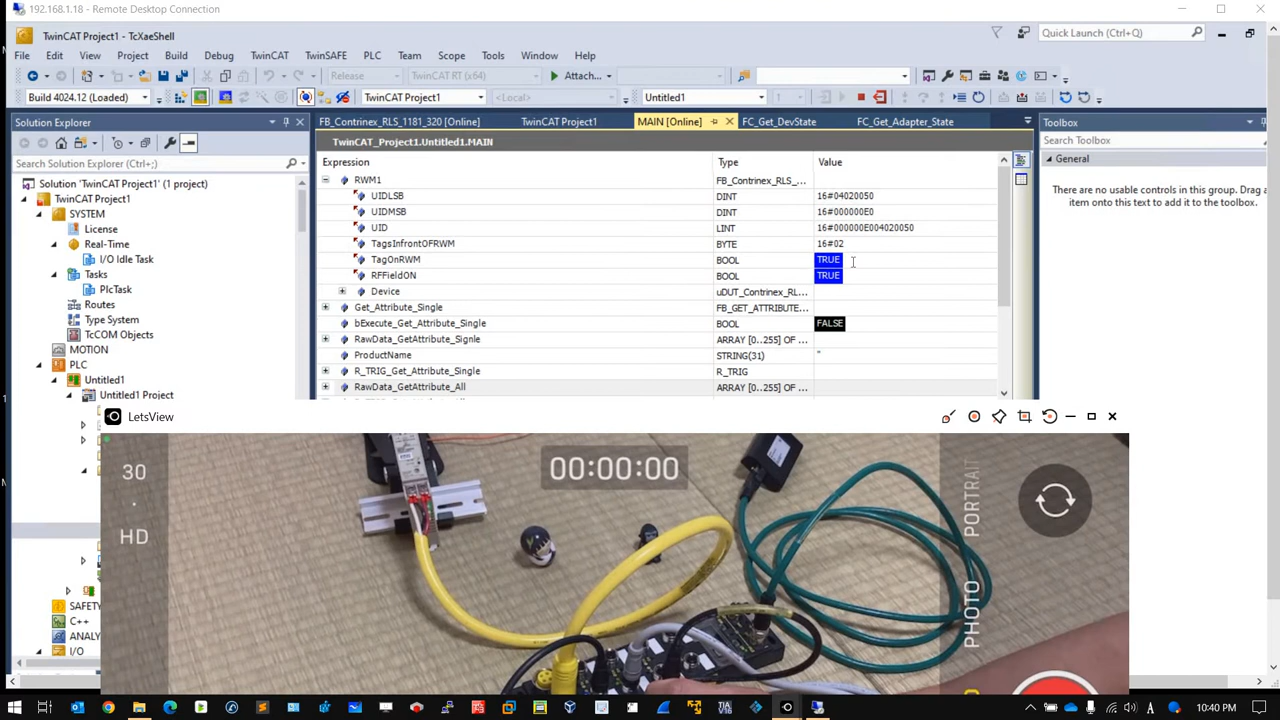 192.168.1.18 - Remote Desktop Connection
TwinCAT Project1 - TcXaeShell
Quick Launch (Ctrl+Q)
File Edit View Project Build Debug TwinCAT TwinSAFE PLC Team Scope Tools Window Help
Release TwinCAT RT (x64) Attach...
Build 4024.12 (Loaded) TwinCAT Project1 <Local> Untitled1
Solution Explorer
Search Solution Explorer (Ctrl+;)
Solution 'TwinCAT Project1' (1 project)
TwinCAT Project1
SYSTEM
License
Real-Time
I/O Idle Task
Tasks
PlcTask
Routes
Type System
TcCOM Objects
MOTION
PLC
Untitled1
Untitled1 Project
SAFETY
C++
ANALY
I/O
FB_Contrinex_RLS_1181_320 [Online] TwinCAT Project1 MAIN [Online] FC_Get_DevState FC_Get_Adapter_State
TwinCAT_Project1.Untitled1.MAIN
Expression Type Value
RWM1 FB_Contrinex_RLS_...
UIDLSB DINT 16#04020050
UIDMSB DINT 16#000000E0
UID LINT 16#000000E004020050
TagsInfrontOFRWM BYTE 16#02
TagOnRWM BOOL TRUE
RFFieldON BOOL TRUE
Device uDUT_Contrinex_RL...
Get_Attribute_Single FB_GET_ATTRIBUTE...
bExecute_Get_Attribute_Single BOOL FALSE
RawData_GetAttribute_Signle ARRAY [0..255] OF ...
ProductName STRING(31) ''
R_TRIG_Get_Attribute_Single R_TRIG
RawData_GetAttribute_All ARRAY [0..255] OF ...
Toolbox
Search Toolbox
General
There are no usable controls in this group. Drag a
item onto this text to add it to the toolbox.
LetsView
30
HD
00:00:00
PORTRAIT
PHOTO
10:40 PM